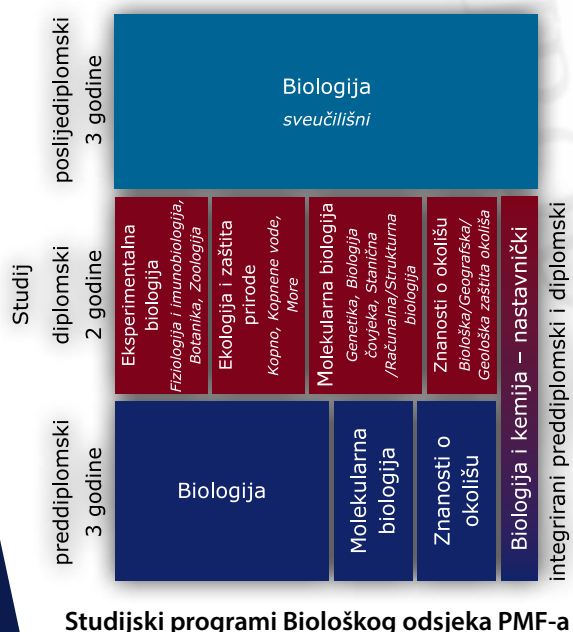 Studij
poslijediplomski
3 godine
Biologija
sveučilišni
diplomski
2 godine
Eksperimentalna
biologija
Fiziologija i imunobiologija,
Botanika, Zoologija
Ekologija i zaštita
prirode
Kopno, Kopnene vode,
More
Molekularna biologija
Genetika, Biologija
čovjeka, Stanična
/Računalna/Strukturna
biologija
Znanosti o okolišu
Biološka/Geografska/
Geološka zaštita okoliša
preddiplomski
3 godine
Biologija
Molekularna
biologija
Znanosti o
okolišu
Biologija i kemija – nastavnički
integrirani preddiplomski i diplomski
Studijski programi Biološkog odsjeka PMF-a